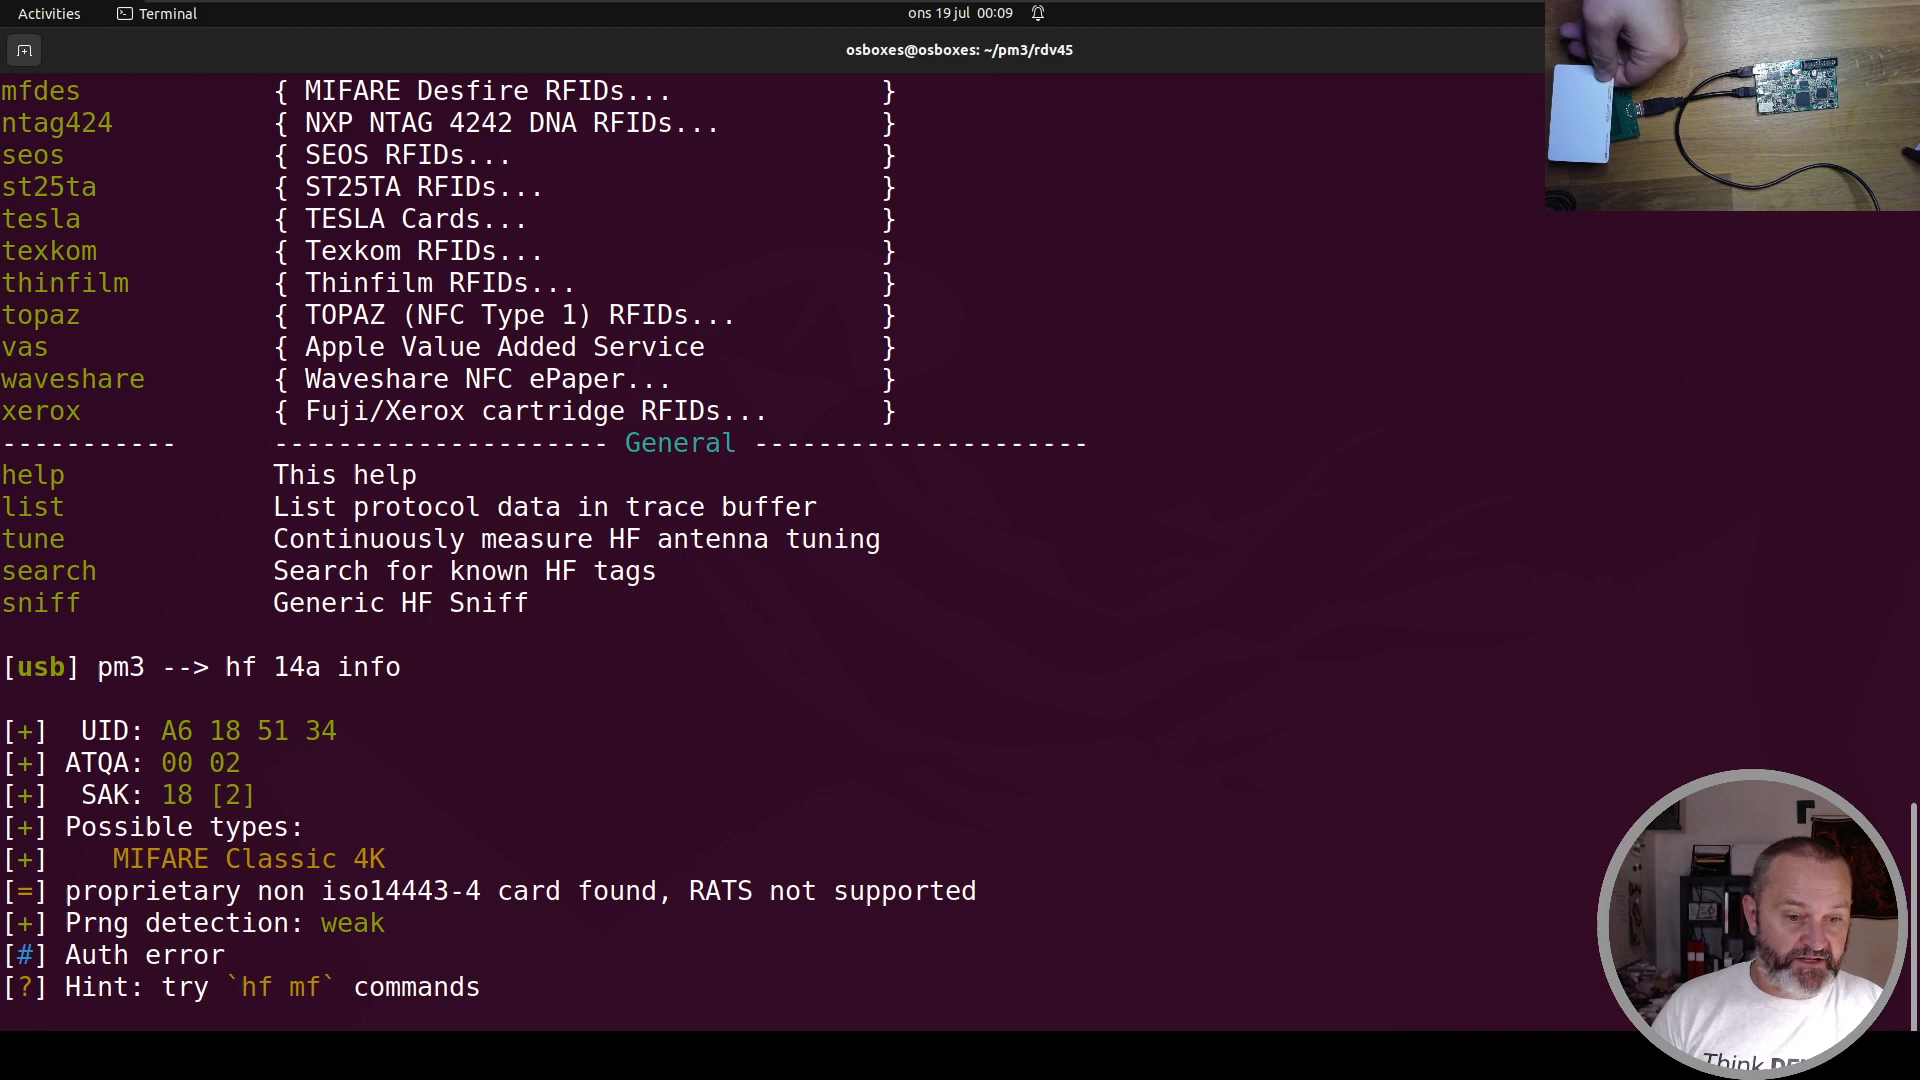 Activities Terminal ons 19 jul 00:09
osboxes@osboxes: ~/pm3/rdv45
mfdes { MIFARE Desfire RFIDs... }
ntag424 { NXP NTAG 4242 DNA RFIDs... }
seos { SEOS RFIDs... }
st25ta { ST25TA RFIDs... }
tesla { TESLA Cards... }
texkom { Texkom RFIDs... }
thinfilm { Thinfilm RFIDs... }
topaz { TOPAZ (NFC Type 1) RFIDs... }
vas { Apple Value Added Service }
waveshare { Waveshare NFC ePaper... }
xerox { Fuji/Xerox cartridge RFIDs... }
----------- --------------------- General ---------------------
help This help
list List protocol data in trace buffer
tune Continuously measure HF antenna tuning
search Search for known HF tags
sniff Generic HF Sniff
[usb] pm3 --> hf 14a info
[+] UID: A6 18 51 34
[+] ATQA: 00 02
[+] SAK: 18 [2]
[+] Possible types:
[+] MIFARE Classic 4K
[=] proprietary non iso14443-4 card found, RATS not supported
[+] Prng detection: weak
[#] Auth error
[?] Hint: try `hf mf` commands
Think